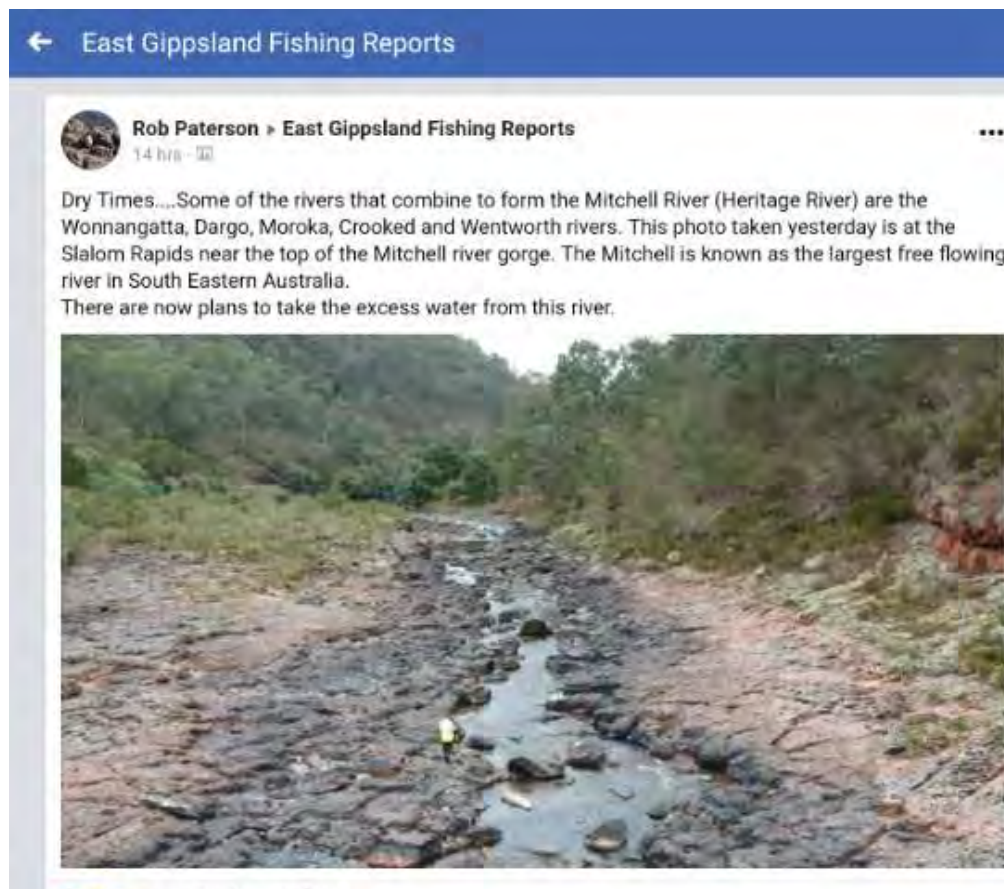 East Gippsland Fishing Reports
Rob Paterson ▸ East Gippsland Fishing Reports
14 hrs ·
Dry Times....Some of the rivers that combine to form the Mitchell River (Heritage River) are the
Wonnangatta, Dargo, Moroka, Crooked and Wentworth rivers. This photo taken yesterday is at the
Slalom Rapids near the top of the Mitchell river gorge. The Mitchell is known as the largest free flowing
river in South Eastern Australia.
There are now plans to take the excess water from this river.